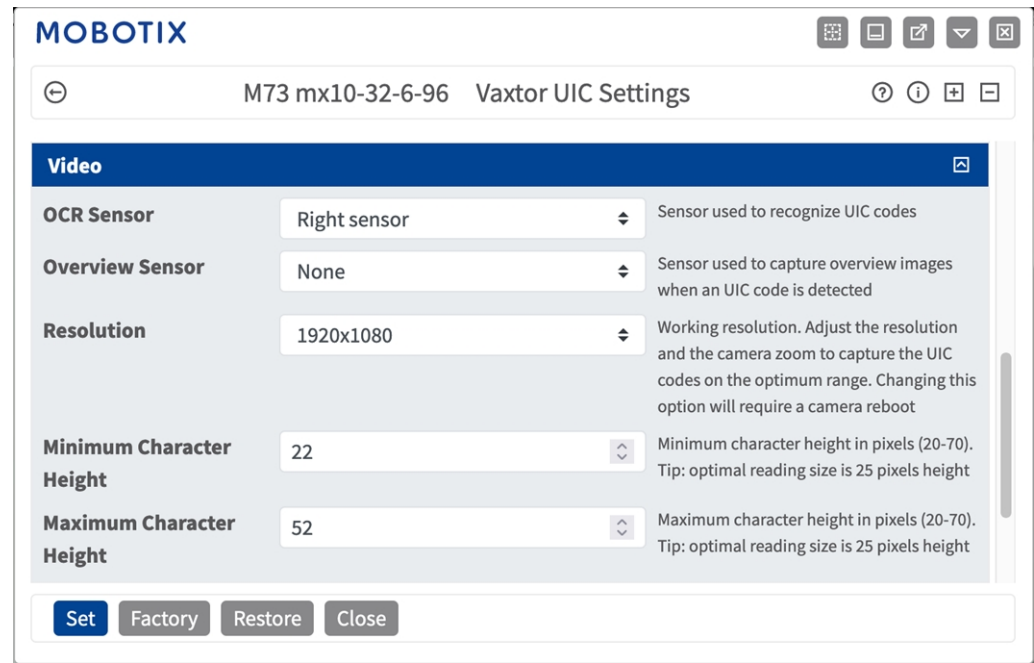 MOBOTIX
M73 mx10-32-6-96 Vaxtor UIC Settings
Video
OCR Sensor
Right sensor
Sensor used to recognize UIC codes
Overview Sensor
None
Sensor used to capture overview images
when an UIC code is detected
Resolution
1920x1080
Working resolution. Adjust the resolution
and the camera zoom to capture the UIC
codes on the optimum range. Changing this
option will require a camera reboot
Minimum Character
Height
22
Minimum character height in pixels (20-70).
Tip: optimal reading size is 25 pixels height
Maximum Character
Height
52
Maximum character height in pixels (20-70).
Tip: optimal reading size is 25 pixels height
Set Factory Restore Close